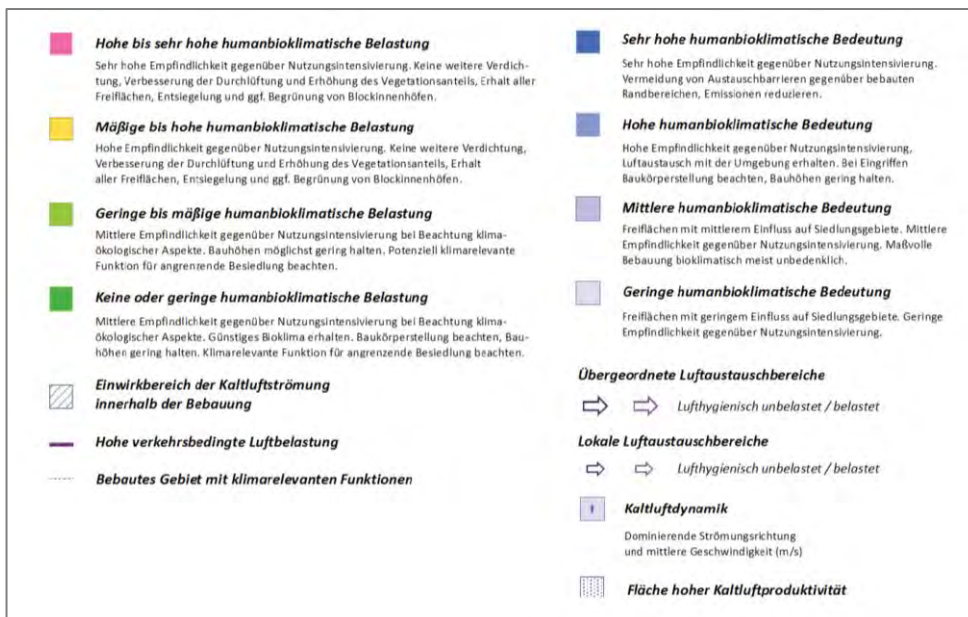 Hohe bis sehr hohe humanbioklimatische Belastung
Sehr hohe Empfindlichkeit gegenüber Nutzungsintensivierung. Keine weitere Verdich-
tung, Verbesserung der Durchlüftung und Erhöhung des Vegetationsanteils, Erhalt aller
Freiflächen, Entsiegelung und ggf. Begrünung von Blockinnenhöfen.
Mäßige bis hohe humanbioklimatische Belastung
Hohe Empfindlichkeit gegenüber Nutzungsintensivierung. Keine weitere Verdichtung,
Verbesserung der Durchlüftung und Erhöhung des Vegetationsanteils, Erhalt
aller Freiflächen, Entsiegelung und ggf. Begrünung von Blockinnenhöfen.
Geringe bis mäßige humanbioklimatische Belastung
Mittlere Empfindlichkeit gegenüber Nutzungsintensivierung bei Beachtung klima-
ökologischer Aspekte. Bauhöhen möglichst gering halten. Potenziell klimarelevante
Funktion für angrenzende Besiedlung beachten.
Keine oder geringe humanbioklimatische Belastung
Mittlere Empfindlichkeit gegenüber Nutzungsintensivierung bei Beachtung klima-
ökologischer Aspekte. Günstiges Bioklima erhalten. Baukörperstellung beachten, Bau-
höhen gering halten. Klimarelevante Funktion für angrenzende Besiedlung beachten.
Einwirkbereich der Kaltluftströmung
innerhalb der Bebauung
Hohe verkehrsbedingte Luftbelastung
Bebautes Gebiet mit klimarelevanten Funktionen
Sehr hohe humanbioklimatische Bedeutung
Sehr hohe Empfindlichkeit gegenüber Nutzungsintensivierung.
Vermeidung von Austauschbarrieren gegenüber bebauten
Randbereichen, Emissionen reduzieren.
Hohe humanbioklimatische Bedeutung
Hohe Empfindlichkeit gegenüber Nutzungsintensivierung,
Luftaustausch mit der Umgebung erhalten. Bei Eingriffen
Baukörperstellung beachten, Bauhöhen gering halten.
Mittlere humanbioklimatische Bedeutung
Freiflächen mit mittlerem Einfluss auf Siedlungsgebiete. Mittlere
Empfindlichkeit gegenüber Nutzungsintensivierung. Maßvolle
Bebauung bioklimatisch meist unbedenklich.
Geringe humanbioklimatische Bedeutung
Freiflächen mit geringem Einfluss auf Siedlungsgebiete. Geringe
Empfindlichkeit gegenüber Nutzungsintensivierung.
Übergeordnete Luftaustauschbereiche
Lufthygienisch unbelastet / belastet
Lokale Luftaustauschbereiche
Lufthygienisch unbelastet / belastet
Kaltluftdynamik
Dominierende Strömungsrichtung
und mittlere Geschwindigkeit (m/s)
Fläche hoher Kaltluftproduktivität